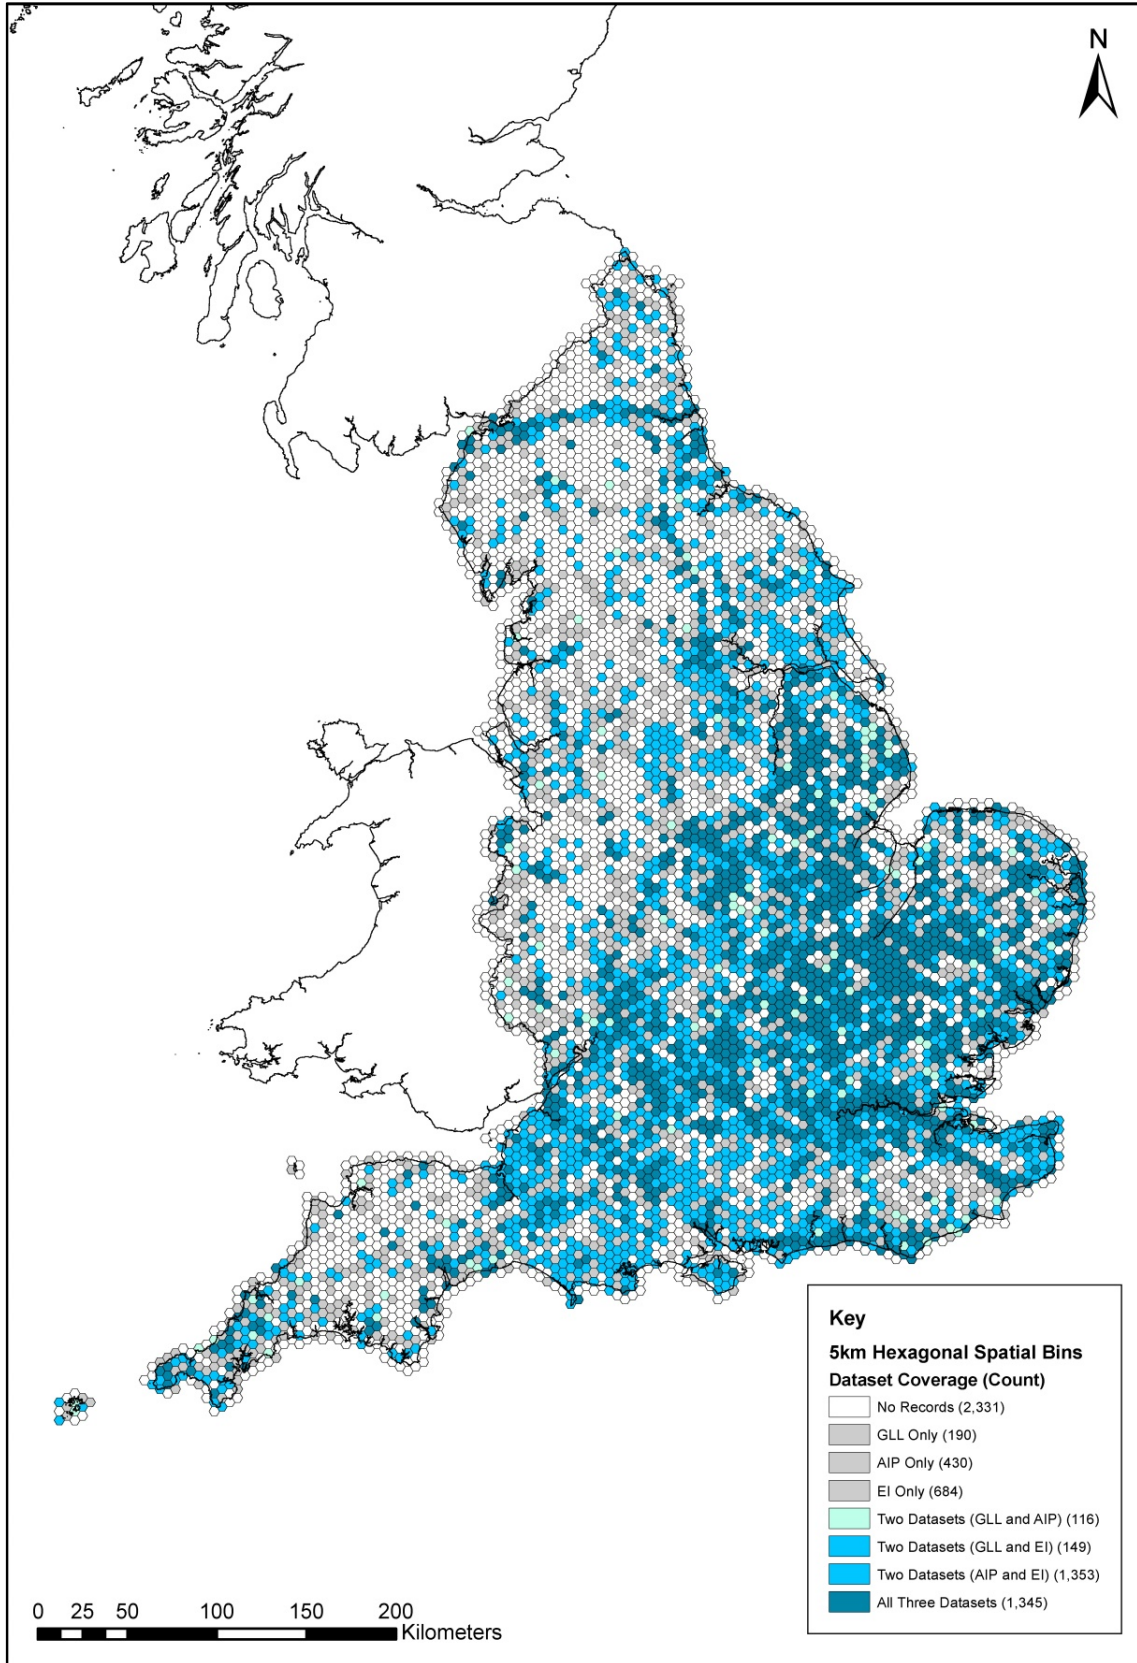 N
Key
5km Hexagonal Spatial Bins
Dataset Coverage (Count)
No Records (2,331)
GLL Only (190)
AIP Only (430)
EI Only (684)
Two Datasets (GLL and AIP) (116)
Two Datasets (GLL and EI) (149)
Two Datasets (AIP and EI) (1,353)
All Three Datasets (1,345)
0 25 50 100 150 200
Kilometers